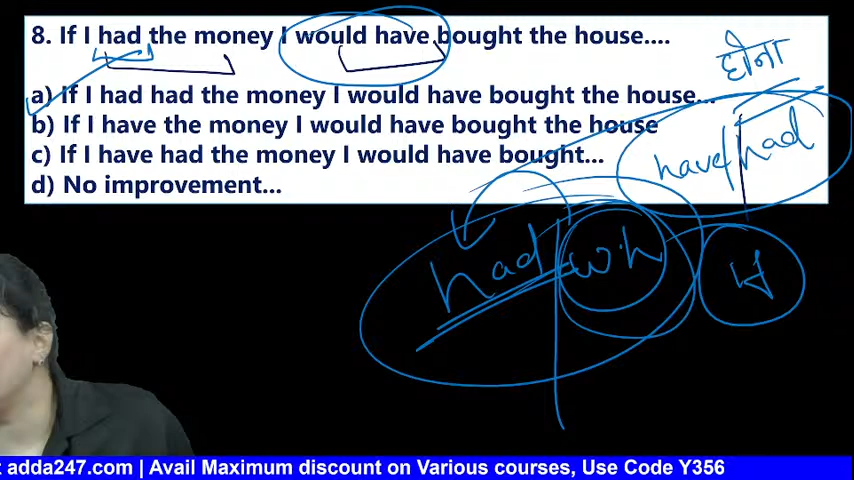 8. If I had the money I would have bought the house....
a) If I had had the money I would have bought the house...
b) If I have the money I would have bought the house
c) If I have had the money I would have bought...
d) No improvement...
होना
have/had
had wh
adda247.com | Avail Maximum discount on Various courses, Use Code Y356